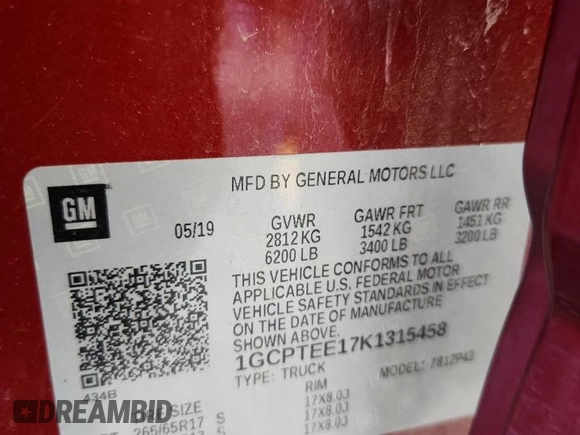 MFD BY GENERAL MOTORS LLC
GM
05/19
GVWR
2812 KG
6200 LB
GAWR FRT
1542 KG
3400 LB
GAWR RR
1451 KG
3200 LB
THIS VEHICLE CONFORMS TO ALL
APPLICABLE U.S. FEDERAL MOTOR
VEHICLE SAFETY STANDARDS IN EFFECT
ON THE DATE OF MANUFACTURE
SHOWN ABOVE.
1GCPTEE17K1315458
434B
TYPE: TRUCK
MODEL: 7812P43
SIZE
RIM
265/65R17 S
17X8.0J
17X8.0J
17X8.0J
DREAMBID